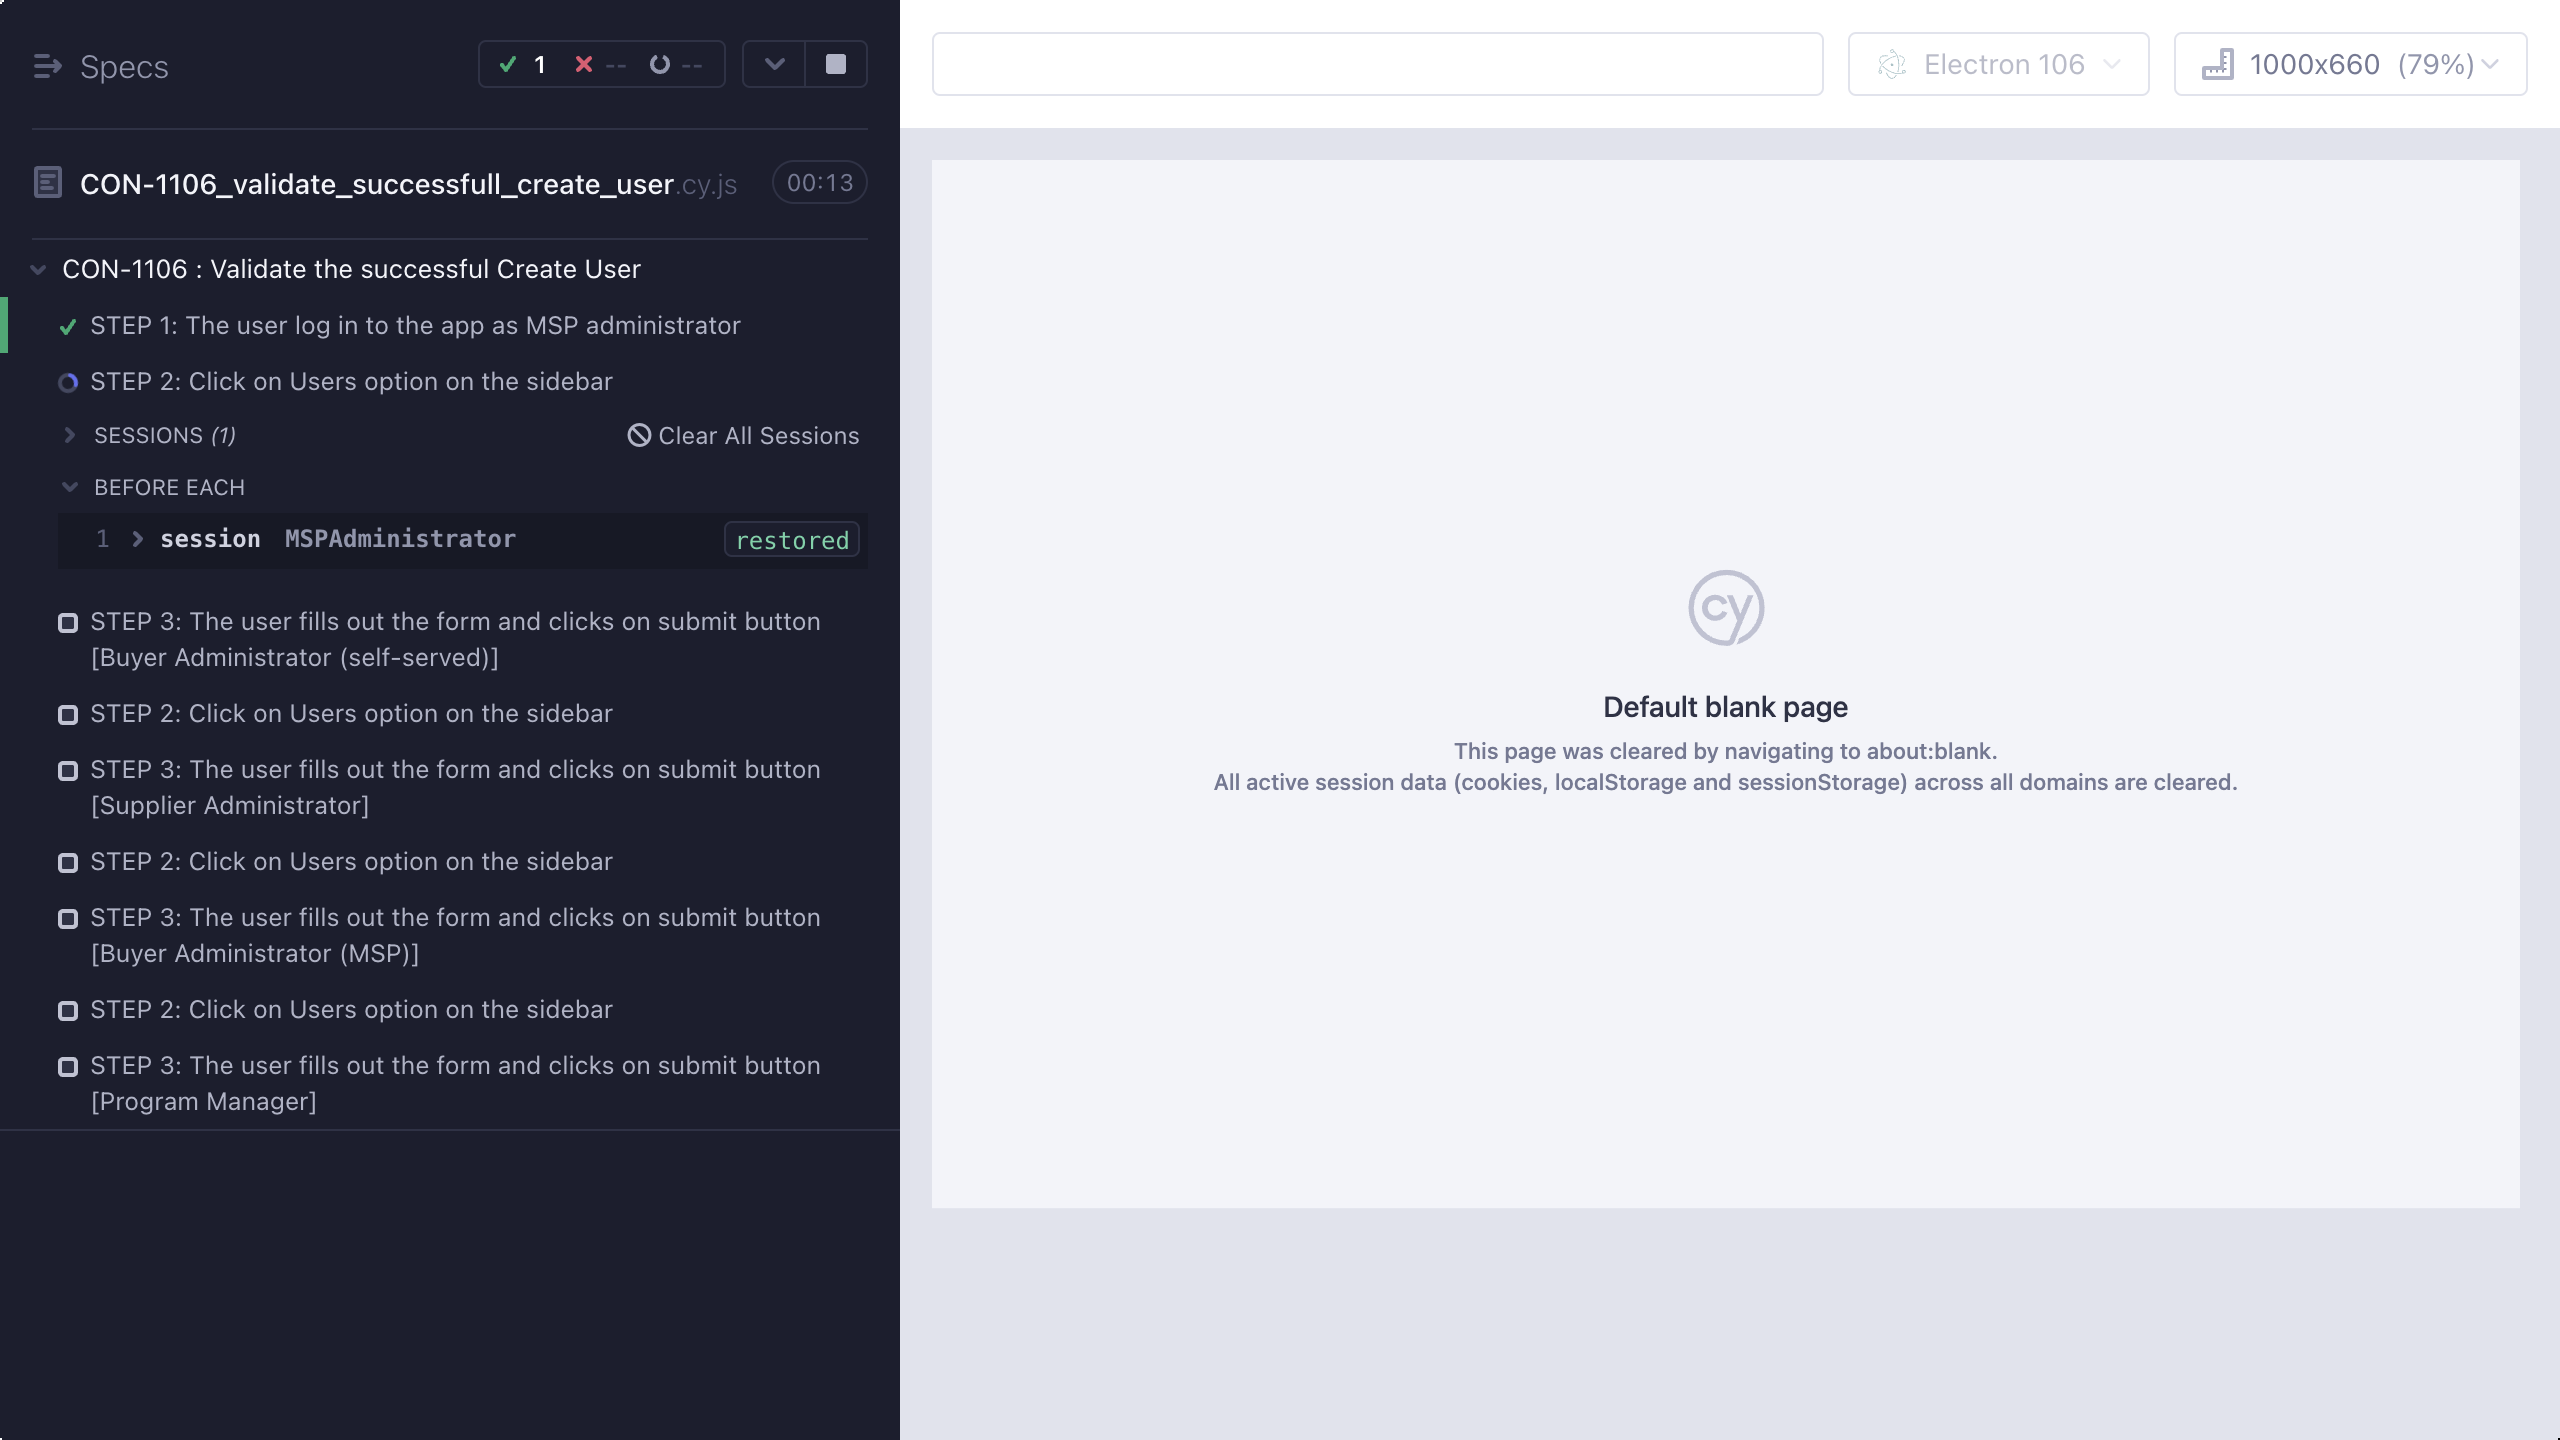 Specs
1 -- --
CON-1106_validate_successfull_create_user.cy.js
00:13
CON-1106 : Validate the successful Create User
STEP 1: The user log in to the app as MSP administrator
STEP 2: Click on Users option on the sidebar
SESSIONS (1)
Clear All Sessions
BEFORE EACH
1 session MSPAdministrator restored
STEP 3: The user fills out the form and clicks on submit button
[Buyer Administrator (self-served)]
STEP 2: Click on Users option on the sidebar
STEP 3: The user fills out the form and clicks on submit button
[Supplier Administrator]
STEP 2: Click on Users option on the sidebar
STEP 3: The user fills out the form and clicks on submit button
[Buyer Administrator (MSP)]
STEP 2: Click on Users option on the sidebar
STEP 3: The user fills out the form and clicks on submit button
[Program Manager]
Electron 106
1000x660 (79%)
cy
Default blank page
This page was cleared by navigating to about:blank.
All active session data (cookies, localStorage and sessionStorage) across all domains are cleared.